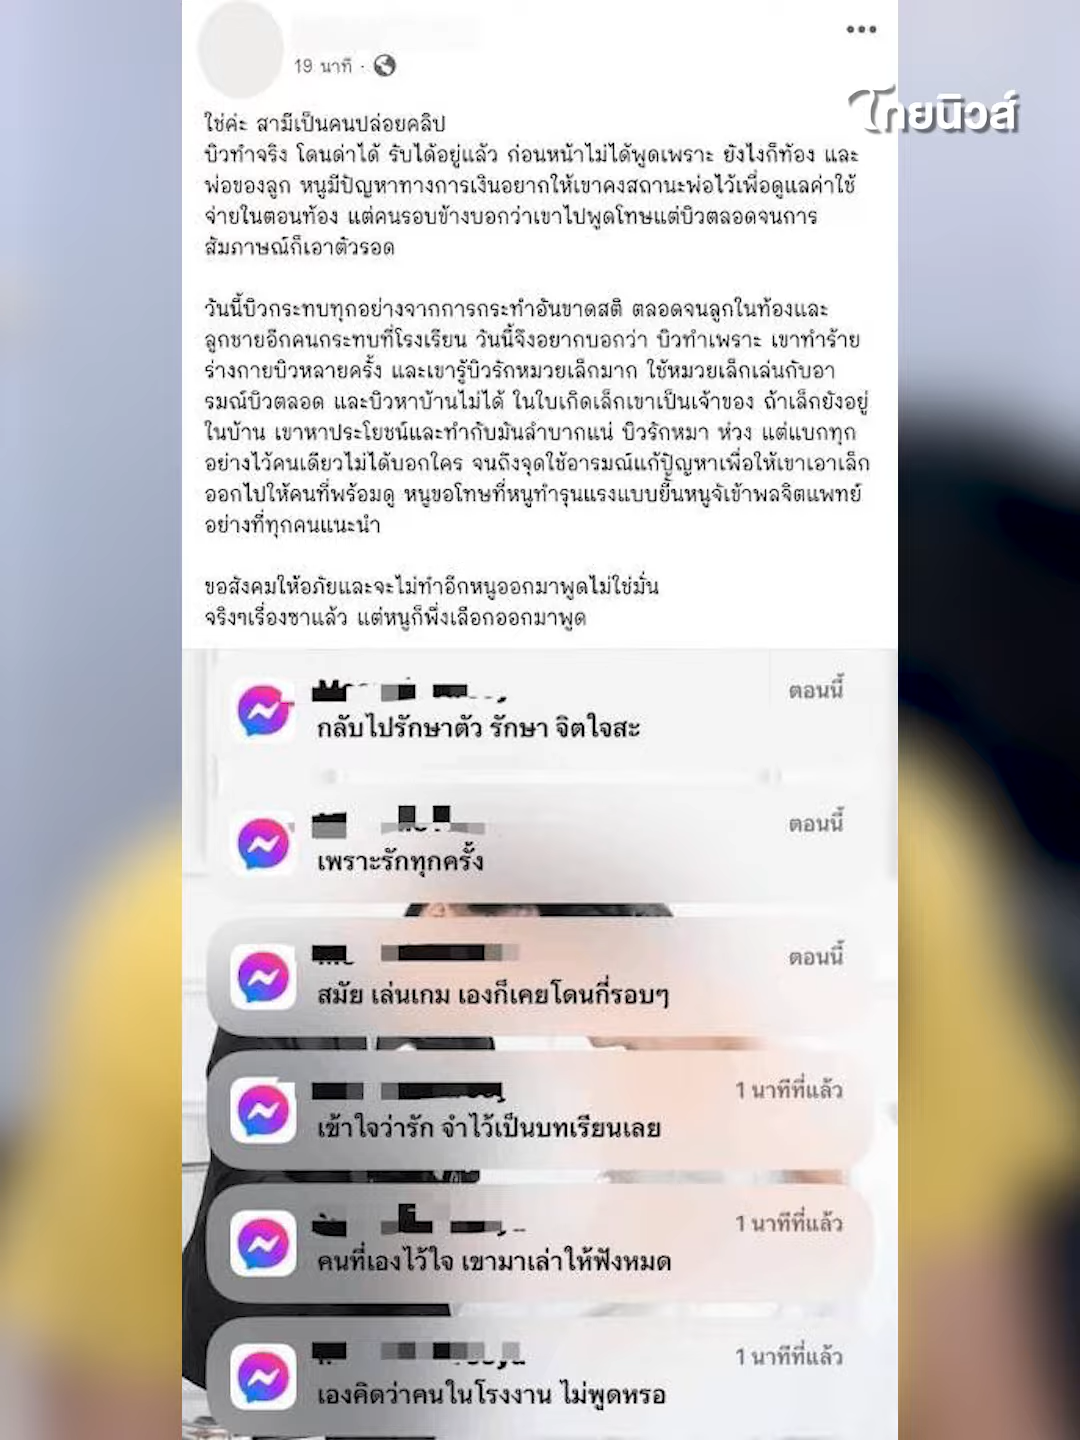 19 นาที ·
ไทยนิวส์
ใช่ค่ะ สามีเป็นคนปล่อยคลิป
บิวทำจริง โดนด่าได้ รับได้อยู่แล้ว ก่อนหน้าไม่ได้พูดเพราะ ยังไงก็ท้อง และ
พ่อของลูก หนูมีปัญหาทางการเงินอยากให้เขาคงสถานะพ่อไว้เพื่อดูแลค่าใช้
จ่ายในตอนท้อง แต่คนรอบข้างบอกว่าเขาไปพูดโทษแต่บิวตลอดจนการ
สัมภาษณ์ก็เอาตัวรอด
วันนี้บิวกระทบทุกอย่างจากการกระทำอันขาดสติ ตลอดจนลูกในท้องและ
ลูกชายอีกคนกระทบที่โรงเรียน วันนี้จึงอยากบอกว่า บิวทำเพราะ เขาทำร้าย
ร่างกายบิวหลายครั้ง และเขารู้บิวรักหมวยเล็กมาก ใช้หมวยเล็กเล่นกับอา
รมณ์บิวตลอด และบิวหาบ้านไม่ได้ ในใบเกิดเล็กเขาเป็นเจ้าของ ถ้าเล็กยังอยู่
ในบ้าน เขาหาประโยชน์และทำกับมันลำบากแน่ บิวรักหมา ห่วง แต่แบกทุก
อย่างไว้คนเดียวไม่ได้บอกใคร จนถึงจุดใช้อารมณ์แก้ปัญหาเพื่อให้เขาเอาเล็ก
ออกไปให้คนที่พร้อมดู หนูขอโทษที่หนูทำรุนแรงแบบยี้นหนูจัเข้าพลจิตแพทย์
อย่างที่ทุกคนแนะนำ
ขอสังคมให้อภัยและจะไม่ทำอีกหนูออกมาพูดไม่ใช่มั่น
จริงๆเรื่องซาแล้ว แต่หนูก็พึ่งเลือกออกมาพูด
ตอนนี้
กลับไปรักษาตัว รักษา จิตใจสะ
ตอนนี้
เพราะรักทุกครั้ง
ตอนนี้
สมัย เล่นเกม เองก็เคยโดนกี่รอบๆ
1 นาทีที่แล้ว
เข้าใจว่ารัก จำไว้เป็นบทเรียนเลย
1 นาทีที่แล้ว
คนที่เองไว้ใจ เขามาเล่าให้ฟังหมด
1 นาทีที่แล้ว
เองคิดว่าคนในโรงงาน ไม่พูดหรอ